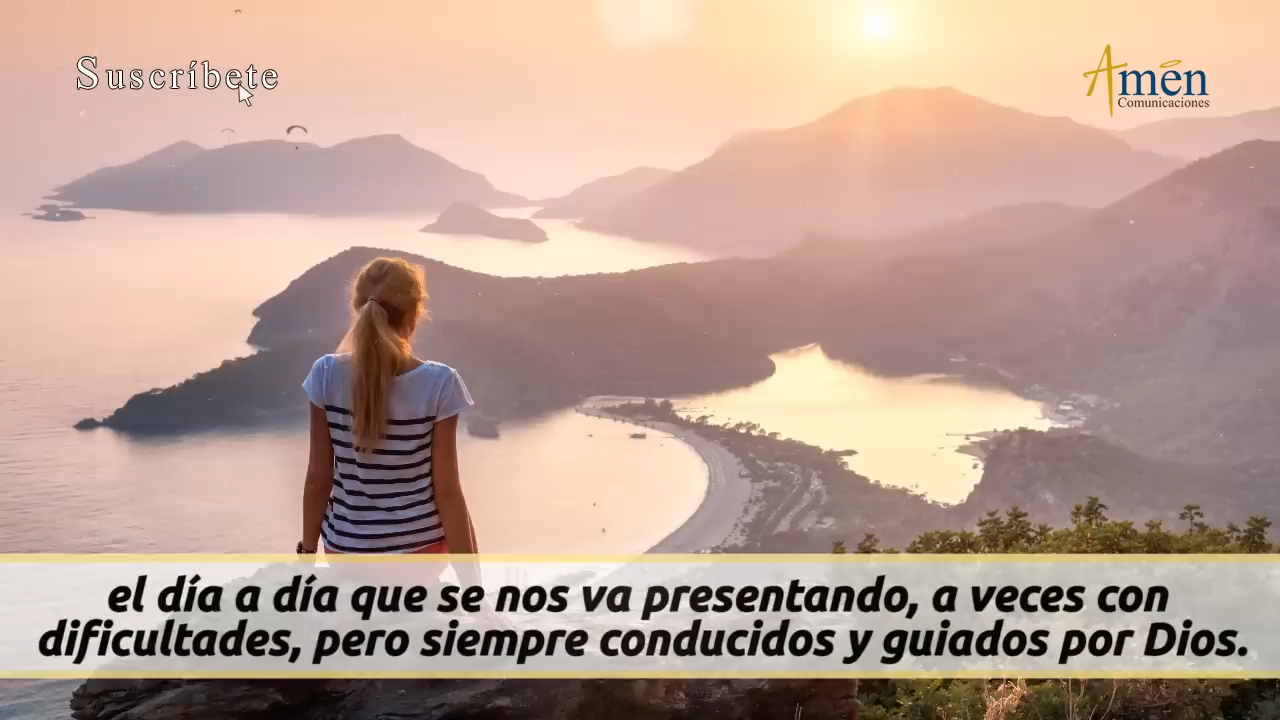 Suscríbete
Amén
Comunicaciones
el día a día que se nos va presentando, a veces con
dificultades, pero siempre conducidos y guiados por Dios.